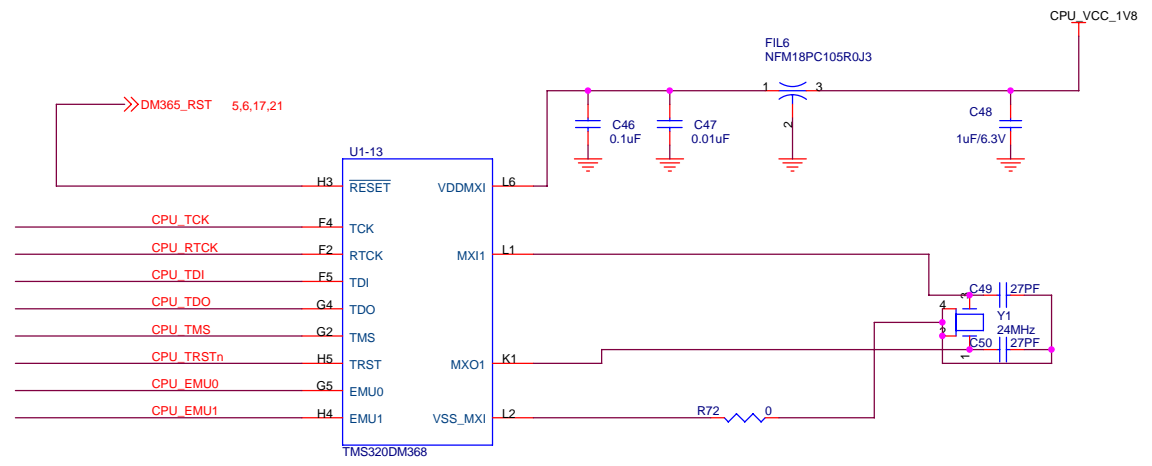 CPU_VCC_1V8
FIL6
NFM18PC105R0J3
1
3
DM365_RST 5,6,17,21
C46
0.1uF
C47
0.01uF
2
C48
1uF/6.3V
U1-13
H3 RESET VDDMXI L6
CPU_TCK F4 TCK
CPU_RTCK F2 RTCK MXI1 L1
CPU_TDI F5 TDI
C49 27PF
3
4
CPU_TDO G4 TDO
Y1
24MHz
2
CPU_TMS G2 TMS
C50 27PF
1
CPU_TRSTn H5 TRST MXO1 K1
CPU_EMU0 G5 EMU0
CPU_EMU1 H4 EMU1 VSS_MXI L2
R72 0
TMS320DM368